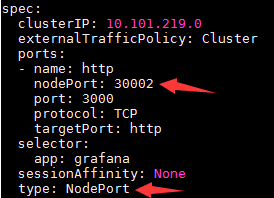 spec:
  clusterIP: 10.101.219.0
  externalTrafficPolicy: Cluster
  ports:
  - name: http
    nodePort: 30002
    port: 3000
    protocol: TCP
    targetPort: http
  selector:
    app: grafana
  sessionAffinity: None
  type: NodePort